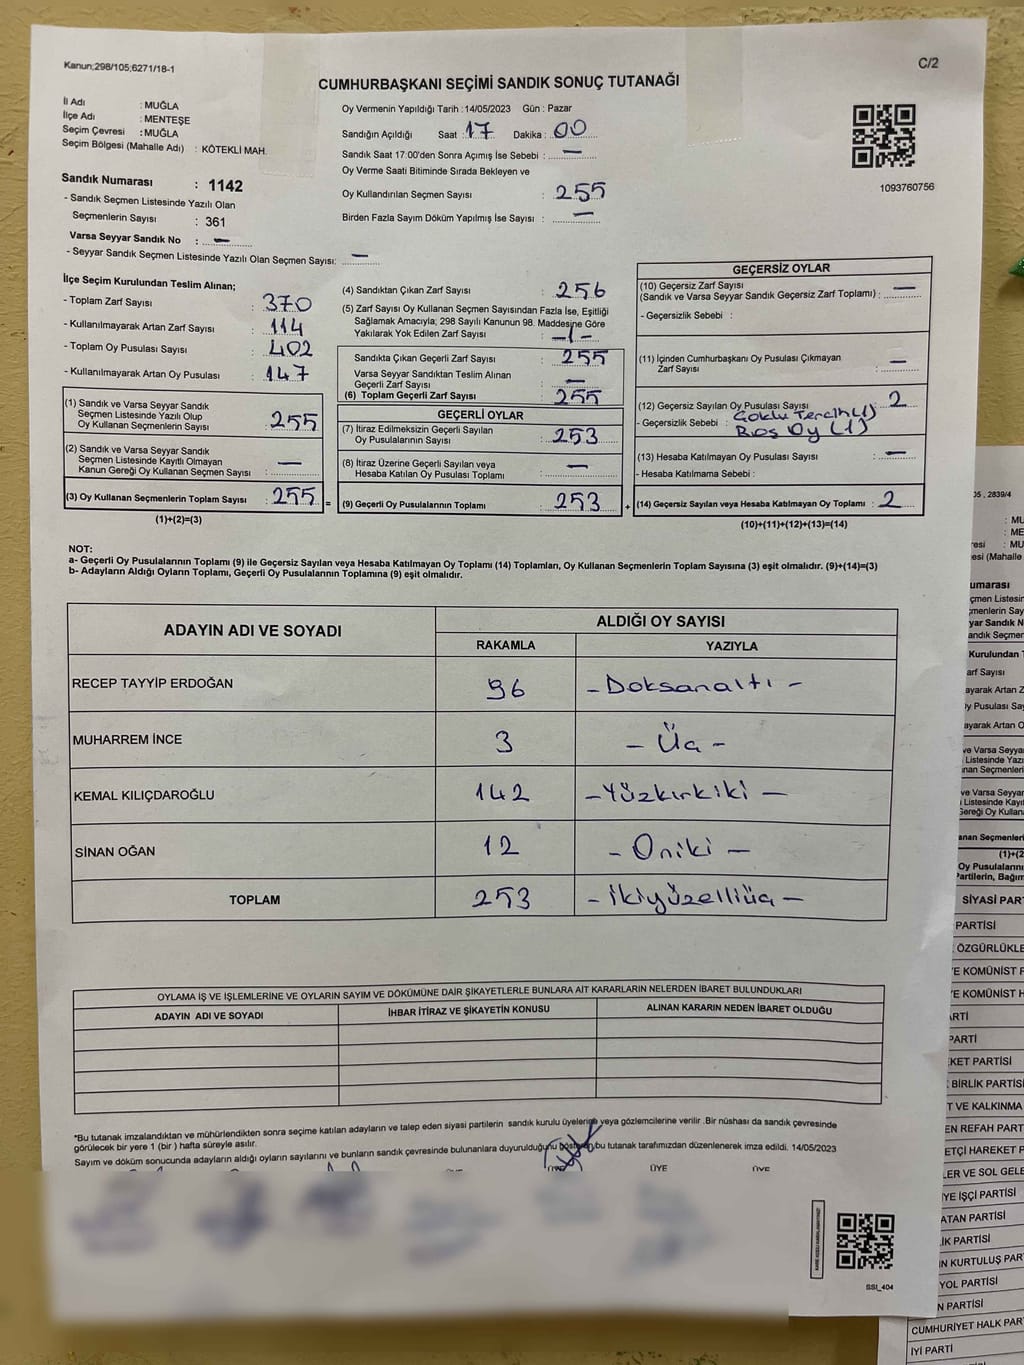 Kanun;298/105;6271/18-1
C/2
CUMHURBAŞKANI SEÇİMİ SANDIK SONUÇ TUTANAĞI
İl Adı : MUĞLA
İlçe Adı : MENTEŞE
Seçim Çevresi : MUĞLA
Seçim Bölgesi (Mahalle Adı) : KÖTEKLİ MAH.
Sandık Numarası : 1142
- Sandık Seçmen Listesinde Yazılı Olan
Seçmenlerin Sayısı : 361
Varsa Seyyar Sandık No : —
- Seyyar Sandık Seçmen Listesinde Yazılı Olan Seçmen Sayısı: —
Oy Vermenin Yapıldığı Tarih :14/05/2023 Gün : Pazar
Sandığın Açıldığı Saat : 17 Dakika : 00
Sandık Saat 17:00'den Sonra Açımış İse Sebebi : —
Oy Verme Saati Bitiminde Sırada Bekleyen ve
Oy Kullandırılan Seçmen Sayısı : 255
Birden Fazla Sayım Döküm Yapılmış İse Sayısı : —
1093760756
İlçe Seçim Kurulundan Teslim Alınan;
- Toplam Zarf Sayısı : 370
- Kullanılmayarak Artan Zarf Sayısı : 114
- Toplam Oy Pusulası Sayısı : 402
- Kullanılmayarak Artan Oy Pusulası : 147
(1) Sandık ve Varsa Seyyar Sandık
Seçmen Listesinde Yazılı Olup
Oy Kullanan Seçmenlerin Sayısı : 255
(2) Sandık ve Varsa Seyyar Sandık
Seçmen Listesinde Kayıtlı Olmayan
Kanun Gereği Oy Kullanan Seçmen Sayısı : —
(3) Oy Kullanan Seçmenlerin Toplam Sayısı : 255 =
(1)+(2)=(3)
(4) Sandıktan Çıkan Zarf Sayısı : 256
(5) Zarf Sayısı Oy Kullanan Seçmen Sayısından Fazla İse, Eşitliği
Sağlamak Amacıyla; 298 Sayılı Kanunun 98. Maddesine Göre
Yakılarak Yok Edilen Zarf Sayısı : —1—
Sandıkta Çıkan Geçerli Zarf Sayısı : 255
Varsa Seyyar Sandıktan Teslim Alınan
Geçerli Zarf Sayısı : —
(6) Toplam Geçerli Zarf Sayısı : 255
GEÇERLİ OYLAR
(7) İtiraz Edilmeksizin Geçerli Sayılan
Oy Pusulalarının Sayısı : 253
(8) İtiraz Üzerine Geçerli Sayılan veya
Hesaba Katılan Oy Pusulası Toplamı : —
(9) Geçerli Oy Pusulalarının Toplamı : 253 +
GEÇERSİZ OYLAR
(10) Geçersiz Zarf Sayısı
(Sandık ve Varsa Seyyar Sandık Geçersiz Zarf Toplamı) : —
- Geçersizlik Sebebi :
(11) İçinden Cumhurbaşkanı Oy Pusulası Çıkmayan
Zarf Sayısı : —
(12) Geçersiz Sayılan Oy Pusulası Sayısı : 2
- Geçersizlik Sebebi : Çoklu Tercih(1)
Boş Oy (1)
(13) Hesaba Katılmayan Oy Pusulası Sayısı : —
- Hesaba Katılmama Sebebi :
(14) Geçersiz Sayılan veya Hesaba Katılmayan Oy Toplamı : 2
(10)+(11)+(12)+(13)=(14)
NOT:
a- Geçerli Oy Pusulalarının Toplamı (9) ile Geçersiz Sayılan veya Hesaba Katılmayan Oy Toplamı (14) Toplamları, Oy Kullanan Seçmenlerin Toplam Sayısına (3) eşit olmalıdır. (9)+(14)=(3)
b- Adayların Aldığı Oyların Toplamı, Geçerli Oy Pusulalarının Toplamına (9) eşit olmalıdır.
ADAYIN ADI VE SOYADI ALDIĞI OY SAYISI
RAKAMLA YAZIYLA
RECEP TAYYİP ERDOĞAN 96 - Doksanaltı -
MUHARREM İNCE 3 - Üç -
KEMAL KILIÇDAROĞLU 142 - Yüzkırkiki -
SİNAN OĞAN 12 - Oniki -
TOPLAM 253 - İkiyüzelliüç -
OYLAMA İŞ VE İŞLEMLERİNE VE OYLARIN SAYIM VE DÖKÜMÜNE DAİR ŞİKAYETLERLE BUNLARA AİT KARARLARIN NELERDEN İBARET BULUNDUKLARI
ADAYIN ADI VE SOYADI İHBAR İTİRAZ VE ŞİKAYETİN KONUSU ALINAN KARARIN NEDEN İBARET OLDUĞU
*Bu tutanak imzalandıktan ve mühürlendikten sonra seçime katılan adayların ve talep eden siyasi partilerin sandık kurulu üyelerine veya gözlemcilerine verilir .Bir nüshası da sandık çevresinde
görülecek bir yere 1 (bir ) hafta süreyle asılır.
Sayım ve döküm sonucunda adayların aldığı oyların sayılarını ve bunların sandık çevresinde bulunanlara duyurulduğunu gösteren bu tutanak tarafımızdan düzenlenerek imza edildi. 14/05/2023
ÜYE ÜYE
SSI_404
05 , 2839/4
umarası
Kurulundan
SİYASİ PAR
PARTİSİ
ÖZGÜRLÜKLE
E KOMÜNİST
E KOMÜNİST H
ARTİ
PARTİ
KET PARTİSİ
BİRLİK PARTİSİ
T VE KALKINMA
EN REFAH PART
ETÇİ HAREKET P
LER VE SOL GELE
YE İŞÇİ PARTİSİ
ATAN PARTİSİ
İK PARTİSİ
N KURTULUŞ PAR
YOL PARTİSİ
N PARTİSİ
CUMHURİYET HALK PAR
İYİ PARTİ